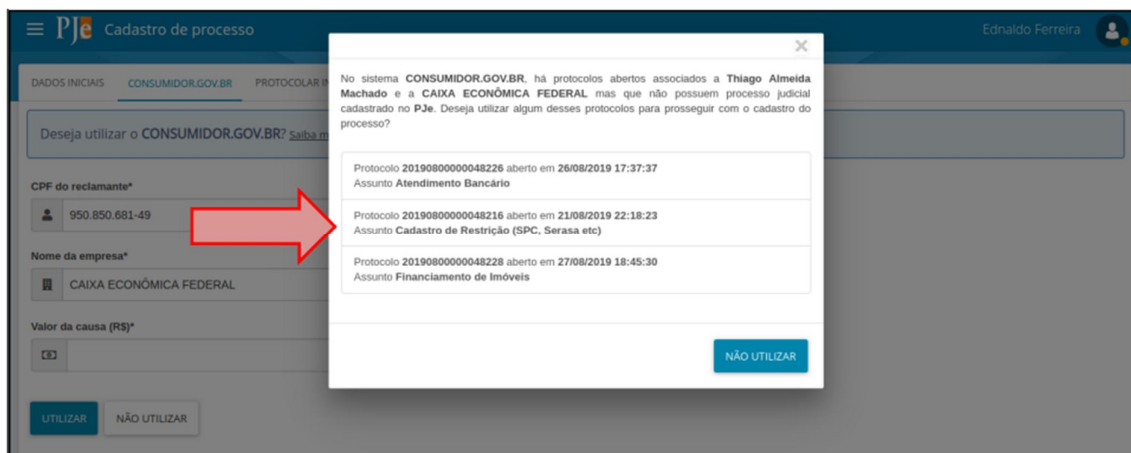 PJe Cadastro de processo
Ednaldo Ferreira
DADOS INICIAIS CONSUMIDOR.GOV.BR PROTOCOLAR
Deseja utilizar o CONSUMIDOR.GOV.BR? Saiba
CPF do reclamante*
950.850.681-49
Nome da empresa*
CAIXA ECONÔMICA FEDERAL
Valor da causa (R$)*
UTILIZAR NÃO UTILIZAR
×
No sistema CONSUMIDOR.GOV.BR, há protocolos abertos associados a Thiago Almeida
Machado e a CAIXA ECONÔMICA FEDERAL mas que não possuem processo judicial
cadastrado no PJe. Deseja utilizar algum desses protocolos para prosseguir com o cadastro do
processo?
Protocolo 20190800000048226 aberto em 26/08/2019 17:37:37
Assunto Atendimento Bancário
Protocolo 20190800000048216 aberto em 21/08/2019 22:18:23
Assunto Cadastro de Restrição (SPC, Serasa etc)
Protocolo 20190800000048228 aberto em 27/08/2019 18:45:30
Assunto Financiamento de Imóveis
NÃO UTILIZAR